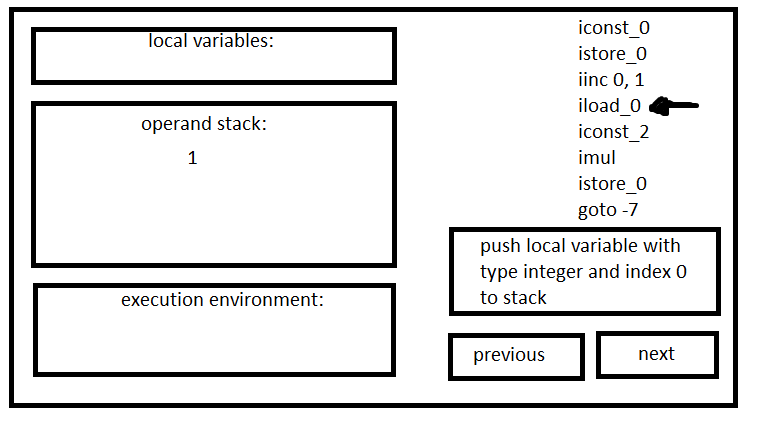 local variables:
operand stack:
1
execution environment:
iconst_0
istore_0
iinc 0, 1
iload_0
iconst_2
imul
istore_0
goto -7
push local variable with
type integer and index 0
to stack
previous
next